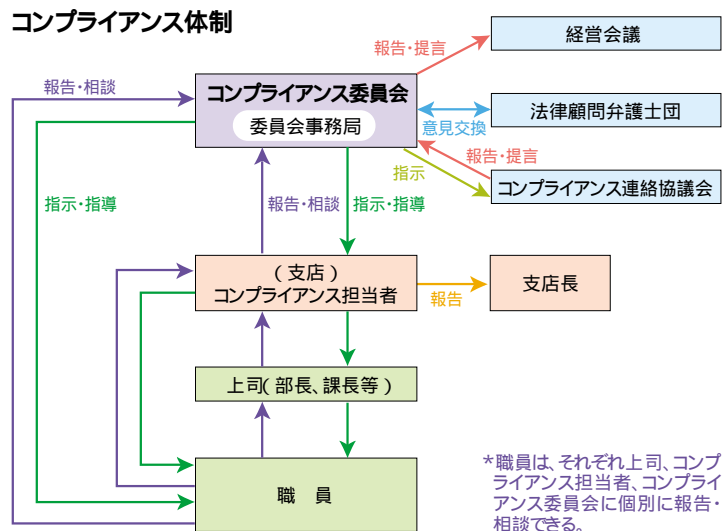 コンプライアンス体制
経営会議
報告・提言
報告・相談
コンプライアンス委員会
委員会事務局
意見交換
法律顧問弁護士団
報告・提言
指示
コンプライアンス連絡協議会
指示・指導
報告・相談
指示・指導
(支店)
コンプライアンス担当者
報告
支店長
上司(部長、課長等)
職 員
*職員は、それぞれ上司、コンプ
ライアンス担当者、コンプライ
アンス委員会に個別に報告・
相談できる。